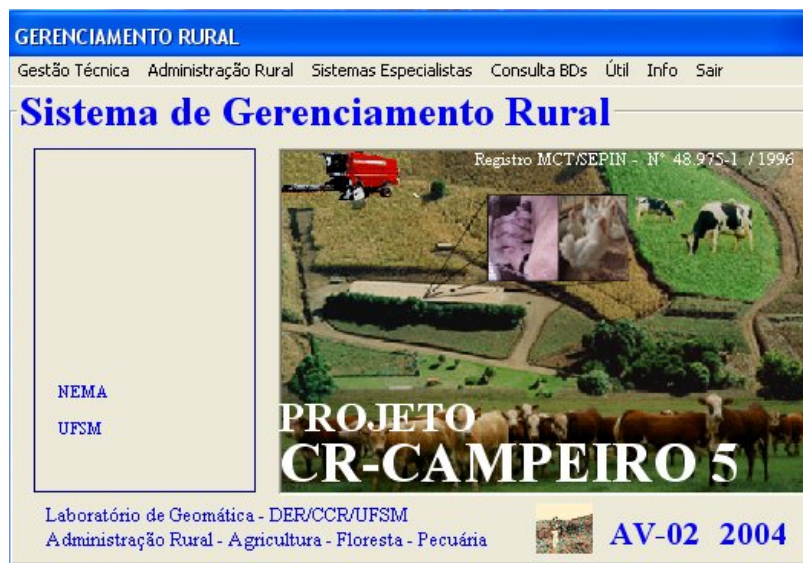 GERENCIAMENTO RURAL
Gestão Técnica Administração Rural Sistemas Especialistas Consulta BDs Útil Info Sair
Sistema de Gerenciamento Rural
Registro MCT/SEPIN - N° 48.975-1 / 1996
NEMA
UFSM
PROJETO
CR-CAMPEIRO 5
Laboratório de Geomática - DER/CCR/UFSM
Administração Rural - Agricultura - Floresta - Pecuária
AV-02 2004